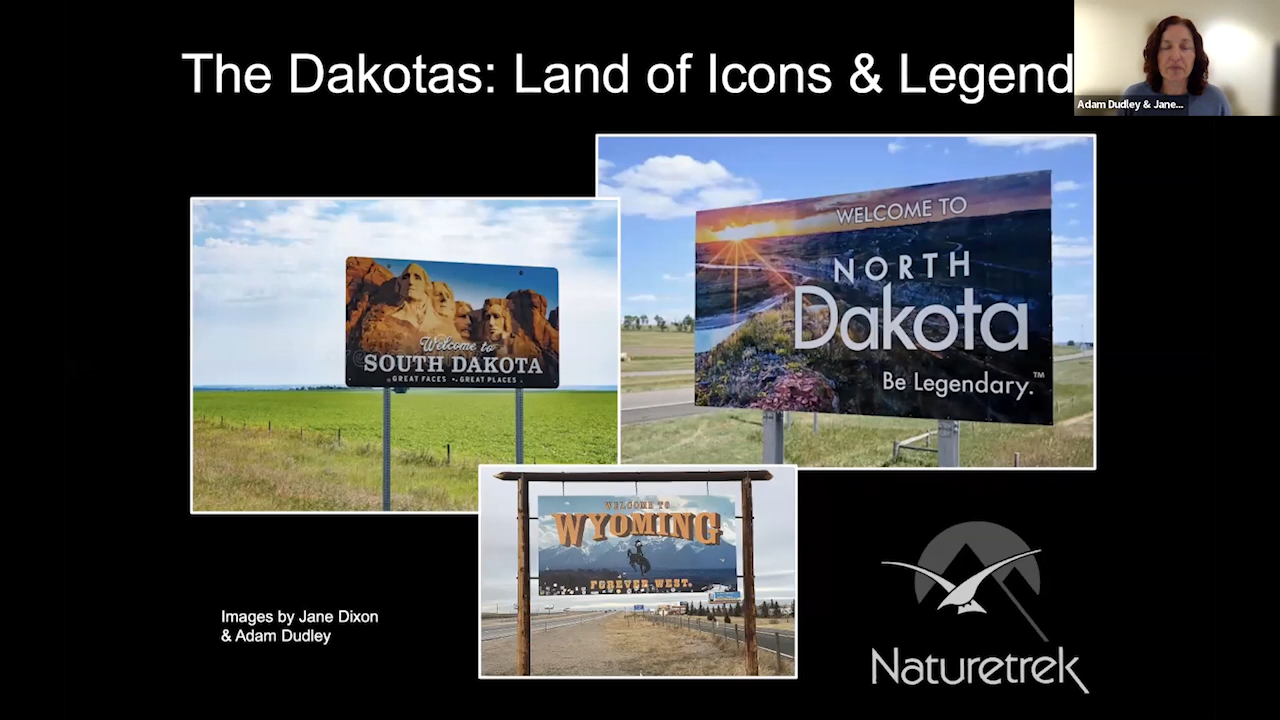 The Dakotas: Land of Icons & Legend
Adam Dudley & Jane...
WELCOME TO
NORTH
Dakota
Be Legendary.™
Welcome to
SOUTH DAKOTA
GREAT FACES • GREAT PLACES
WELCOME TO
WYOMING
FOREVER WEST.
Images by Jane Dixon
& Adam Dudley
Naturetrek